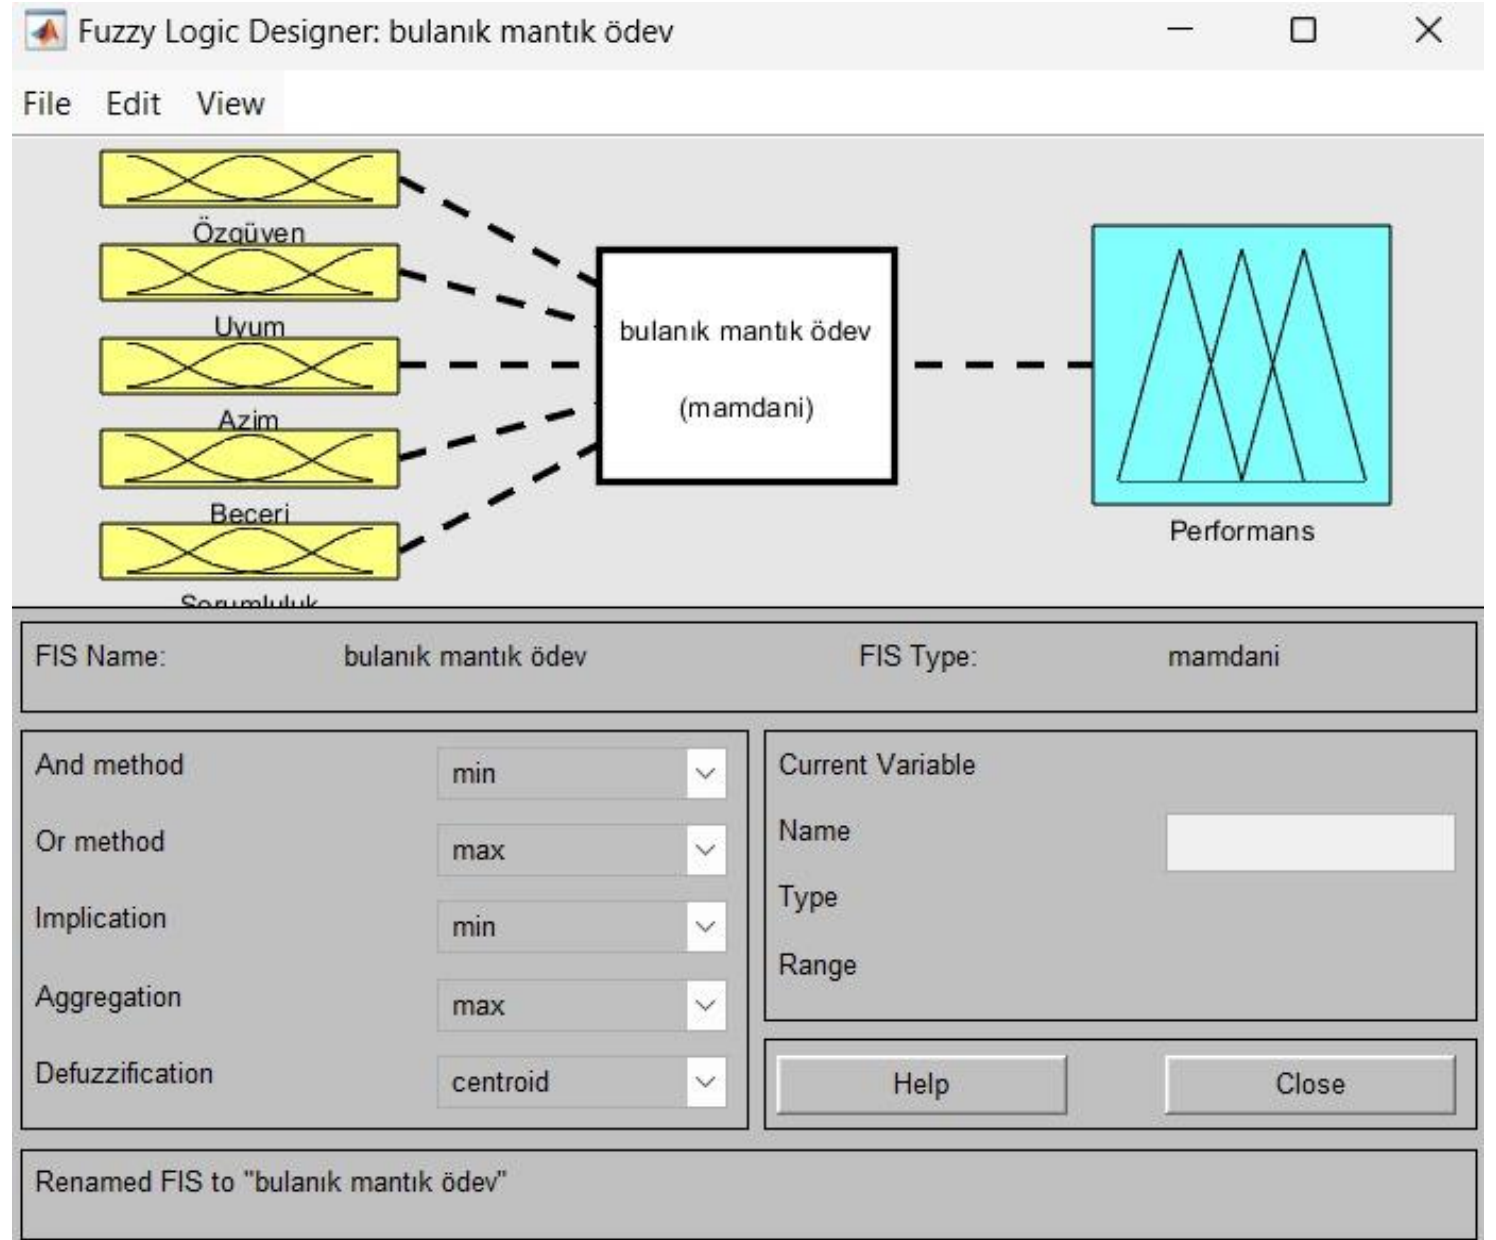 Fuzzy Logic Designer: bulanık mantık ödev
File Edit View
Özgüven
Uyum
Azim
Beceri
Sorumluluk
bulanık mantık ödev
(mamdani)
Performans
FIS Name: bulanık mantık ödev FIS Type: mamdani
And method min
Or method max
Implication min
Aggregation max
Defuzzification centroid
Current Variable
Name
Type
Range
Help Close
Renamed FIS to "bulanık mantık ödev"